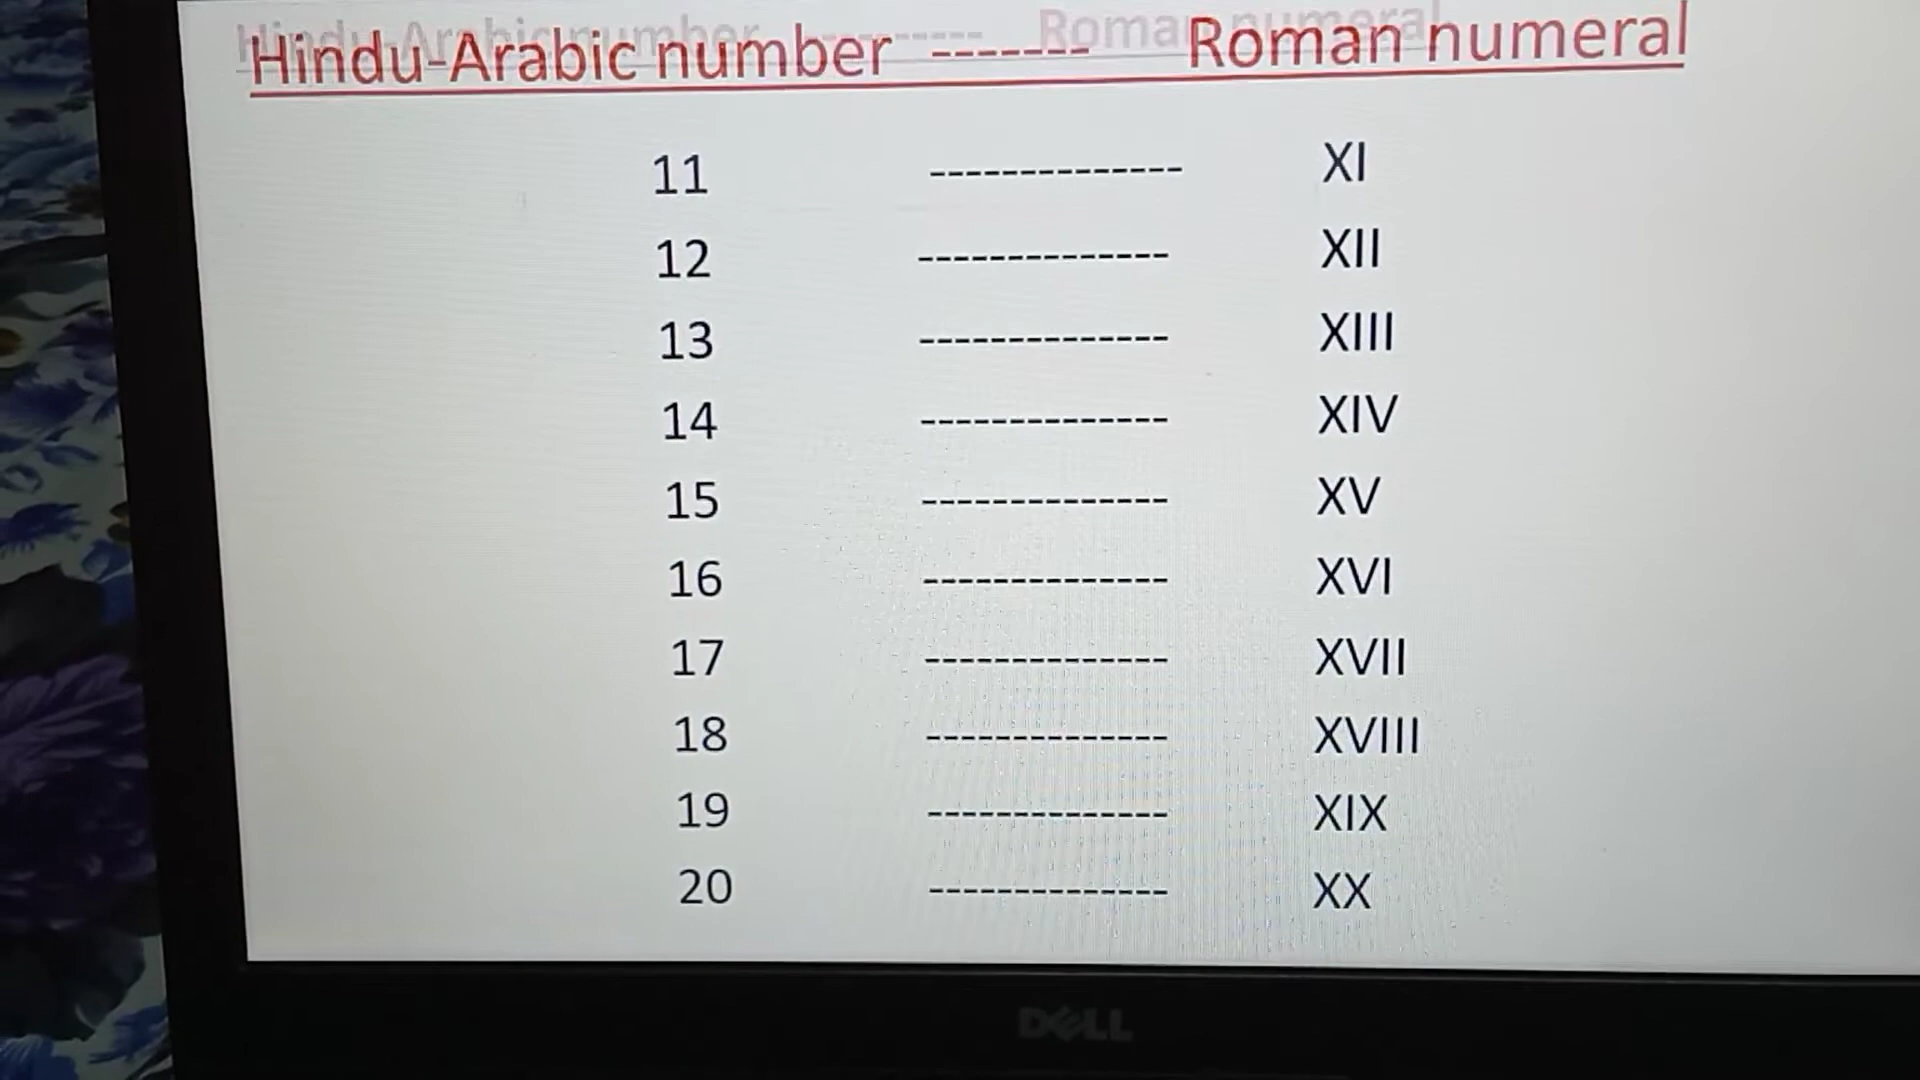 Hindu-Arabic number ------- Roman numeral
11 -------------- XI
12 -------------- XII
13 -------------- XIII
14 -------------- XIV
15 -------------- XV
16 -------------- XVI
17 -------------- XVII
18 -------------- XVIII
19 -------------- XIX
20 -------------- XX
DELL